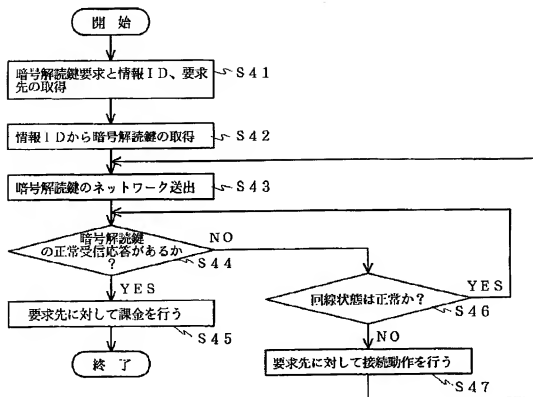 開 始
暗号解読鍵要求と情報ID、要求
先の取得
S41
情報IDから暗号解読鍵の取得
S42
暗号解読鍵のネットワーク送出
S43
暗号解読鍵
の正常受信応答があるか
?
NO
S44
YES
回線状態は正常か?
YES
S46
要求先に対して課金を行う
S45
NO
終 了
要求先に対して接続動作を行う
S47